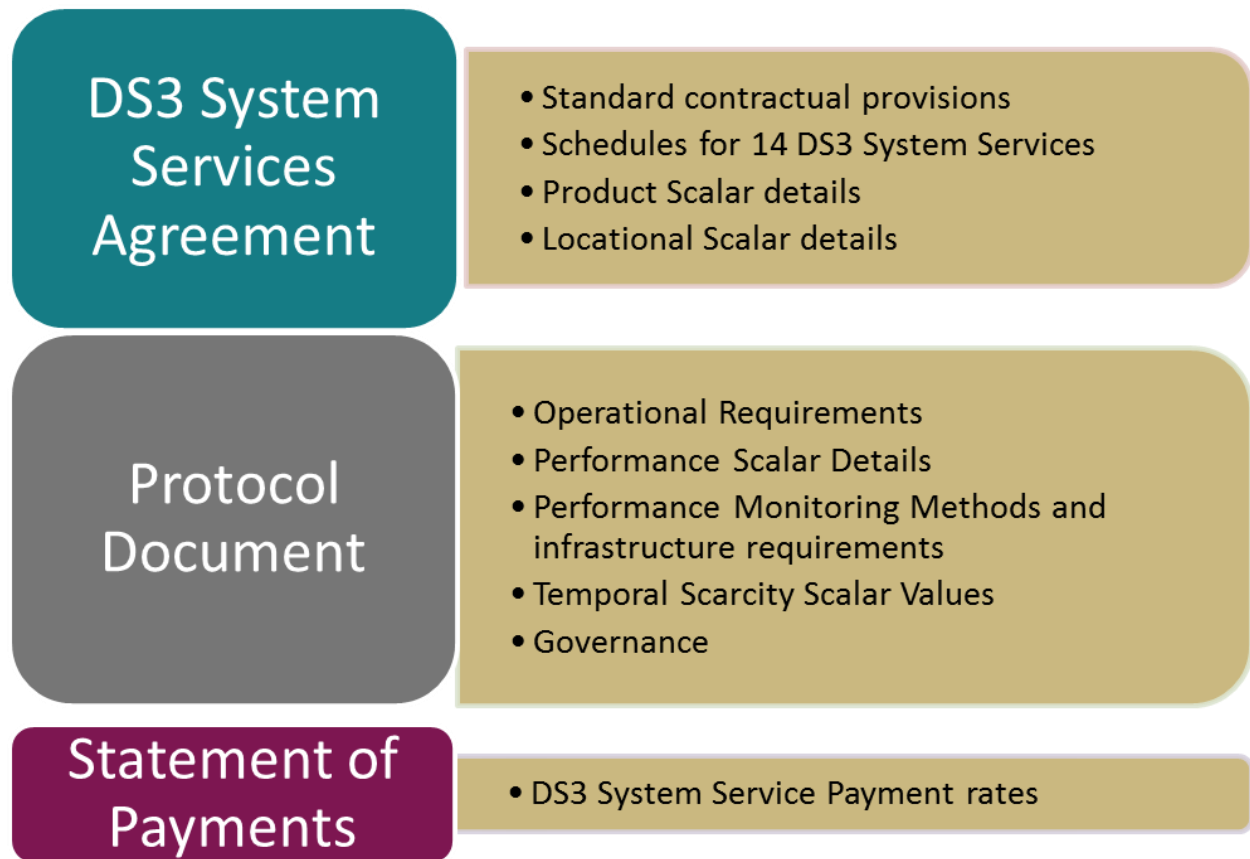 DS3 System
Services
Agreement
• Standard contractual provisions
• Schedules for 14 DS3 System Services
• Product Scalar details
• Locational Scalar details
Protocol
Document
• Operational Requirements
• Performance Scalar Details
• Performance Monitoring Methods and
infrastructure requirements
• Temporal Scarcity Scalar Values
• Governance
Statement of
Payments
• DS3 System Service Payment rates